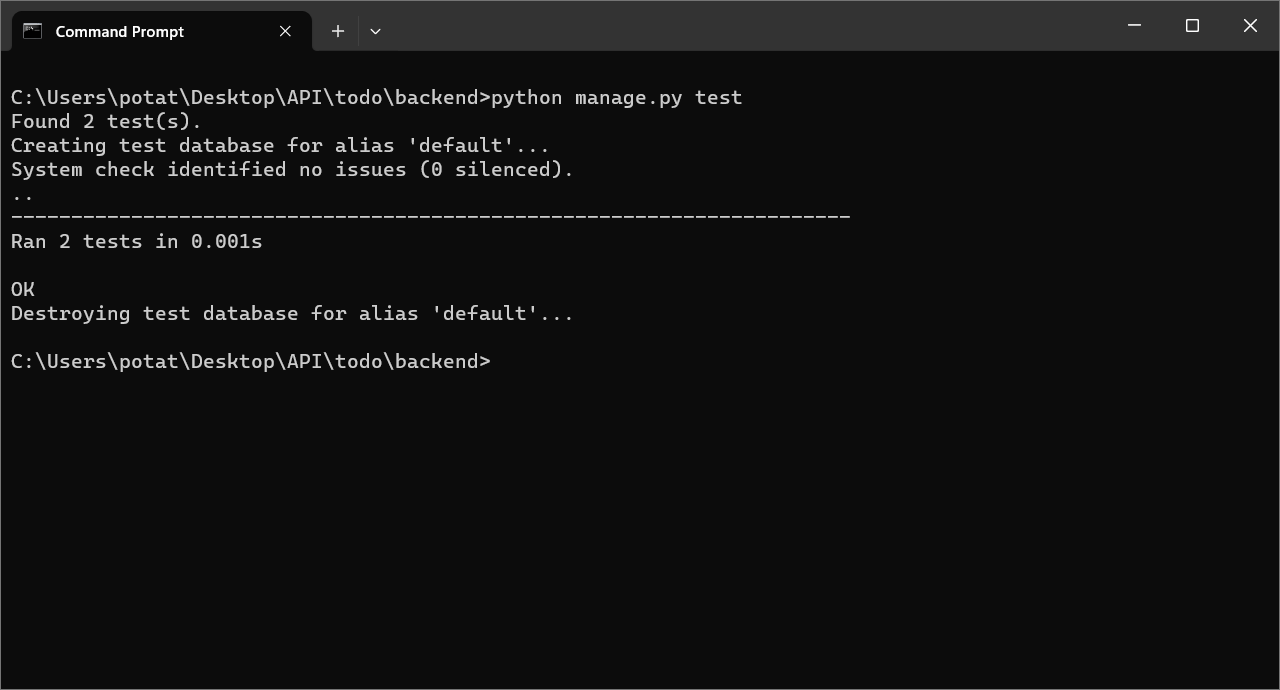 Command Prompt
C:\Users\potat\Desktop\API\todo\backend>python manage.py test
Found 2 test(s).
Creating test database for alias 'default'...
System check identified no issues (0 silenced).
..
----------------------------------------------------------------------
Ran 2 tests in 0.001s
OK
Destroying test database for alias 'default'...
C:\Users\potat\Desktop\API\todo\backend>